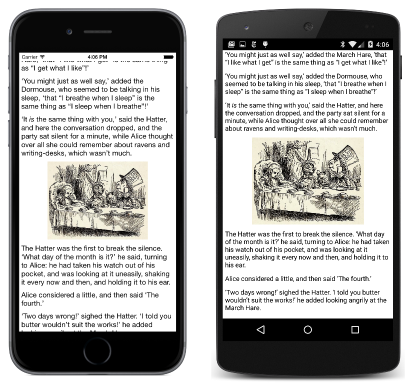 Carrier 4:06 PM
as "I get what I like"!'
'You might just as well say,' added the
Dormouse, who seemed to be talking in his
sleep, 'that "I breathe when I sleep" is the
same thing as "I sleep when I breathe"!'
'It is the same thing with you,' said the Hatter,
and here the conversation dropped, and the
party sat silent for a minute, while Alice thought
over all she could remember about ravens and
writing-desks, which wasn't much.
The Hatter was the first to break the silence.
'What day of the month is it?' he said, turning
to Alice: he had taken his watch out of his
pocket, and was looking at it uneasily, shaking
it every now and then, and holding it to his ear.
Alice considered a little, and then said 'The
fourth.'
'Two days wrong!' sighed the Hatter. 'I told you
butter wouldn't suit the works!' he added
4:06
'You might just as well say,' added the March Hare, 'that
"I like what I get" is the same thing as "I get what I like"!'
'You might just as well say,' added the Dormouse, who
seemed to be talking in his sleep, 'that "I breathe when I
sleep" is the same thing as "I sleep when I breathe"!'
'It is the same thing with you,' said the Hatter, and here
the conversation dropped, and the party sat silent for a
minute, while Alice thought over all she could remember
about ravens and writing-desks, which wasn't much.
The Hatter was the first to break the silence. 'What day
of the month is it?' he said, turning to Alice: he had taken
his watch out of his pocket, and was looking at it
uneasily, shaking it every now and then, and holding it to
his ear.
Alice considered a little, and then said 'The fourth.'
'Two days wrong!' sighed the Hatter. 'I told you butter
wouldn't suit the works!' he added looking angrily at the
March Hare.